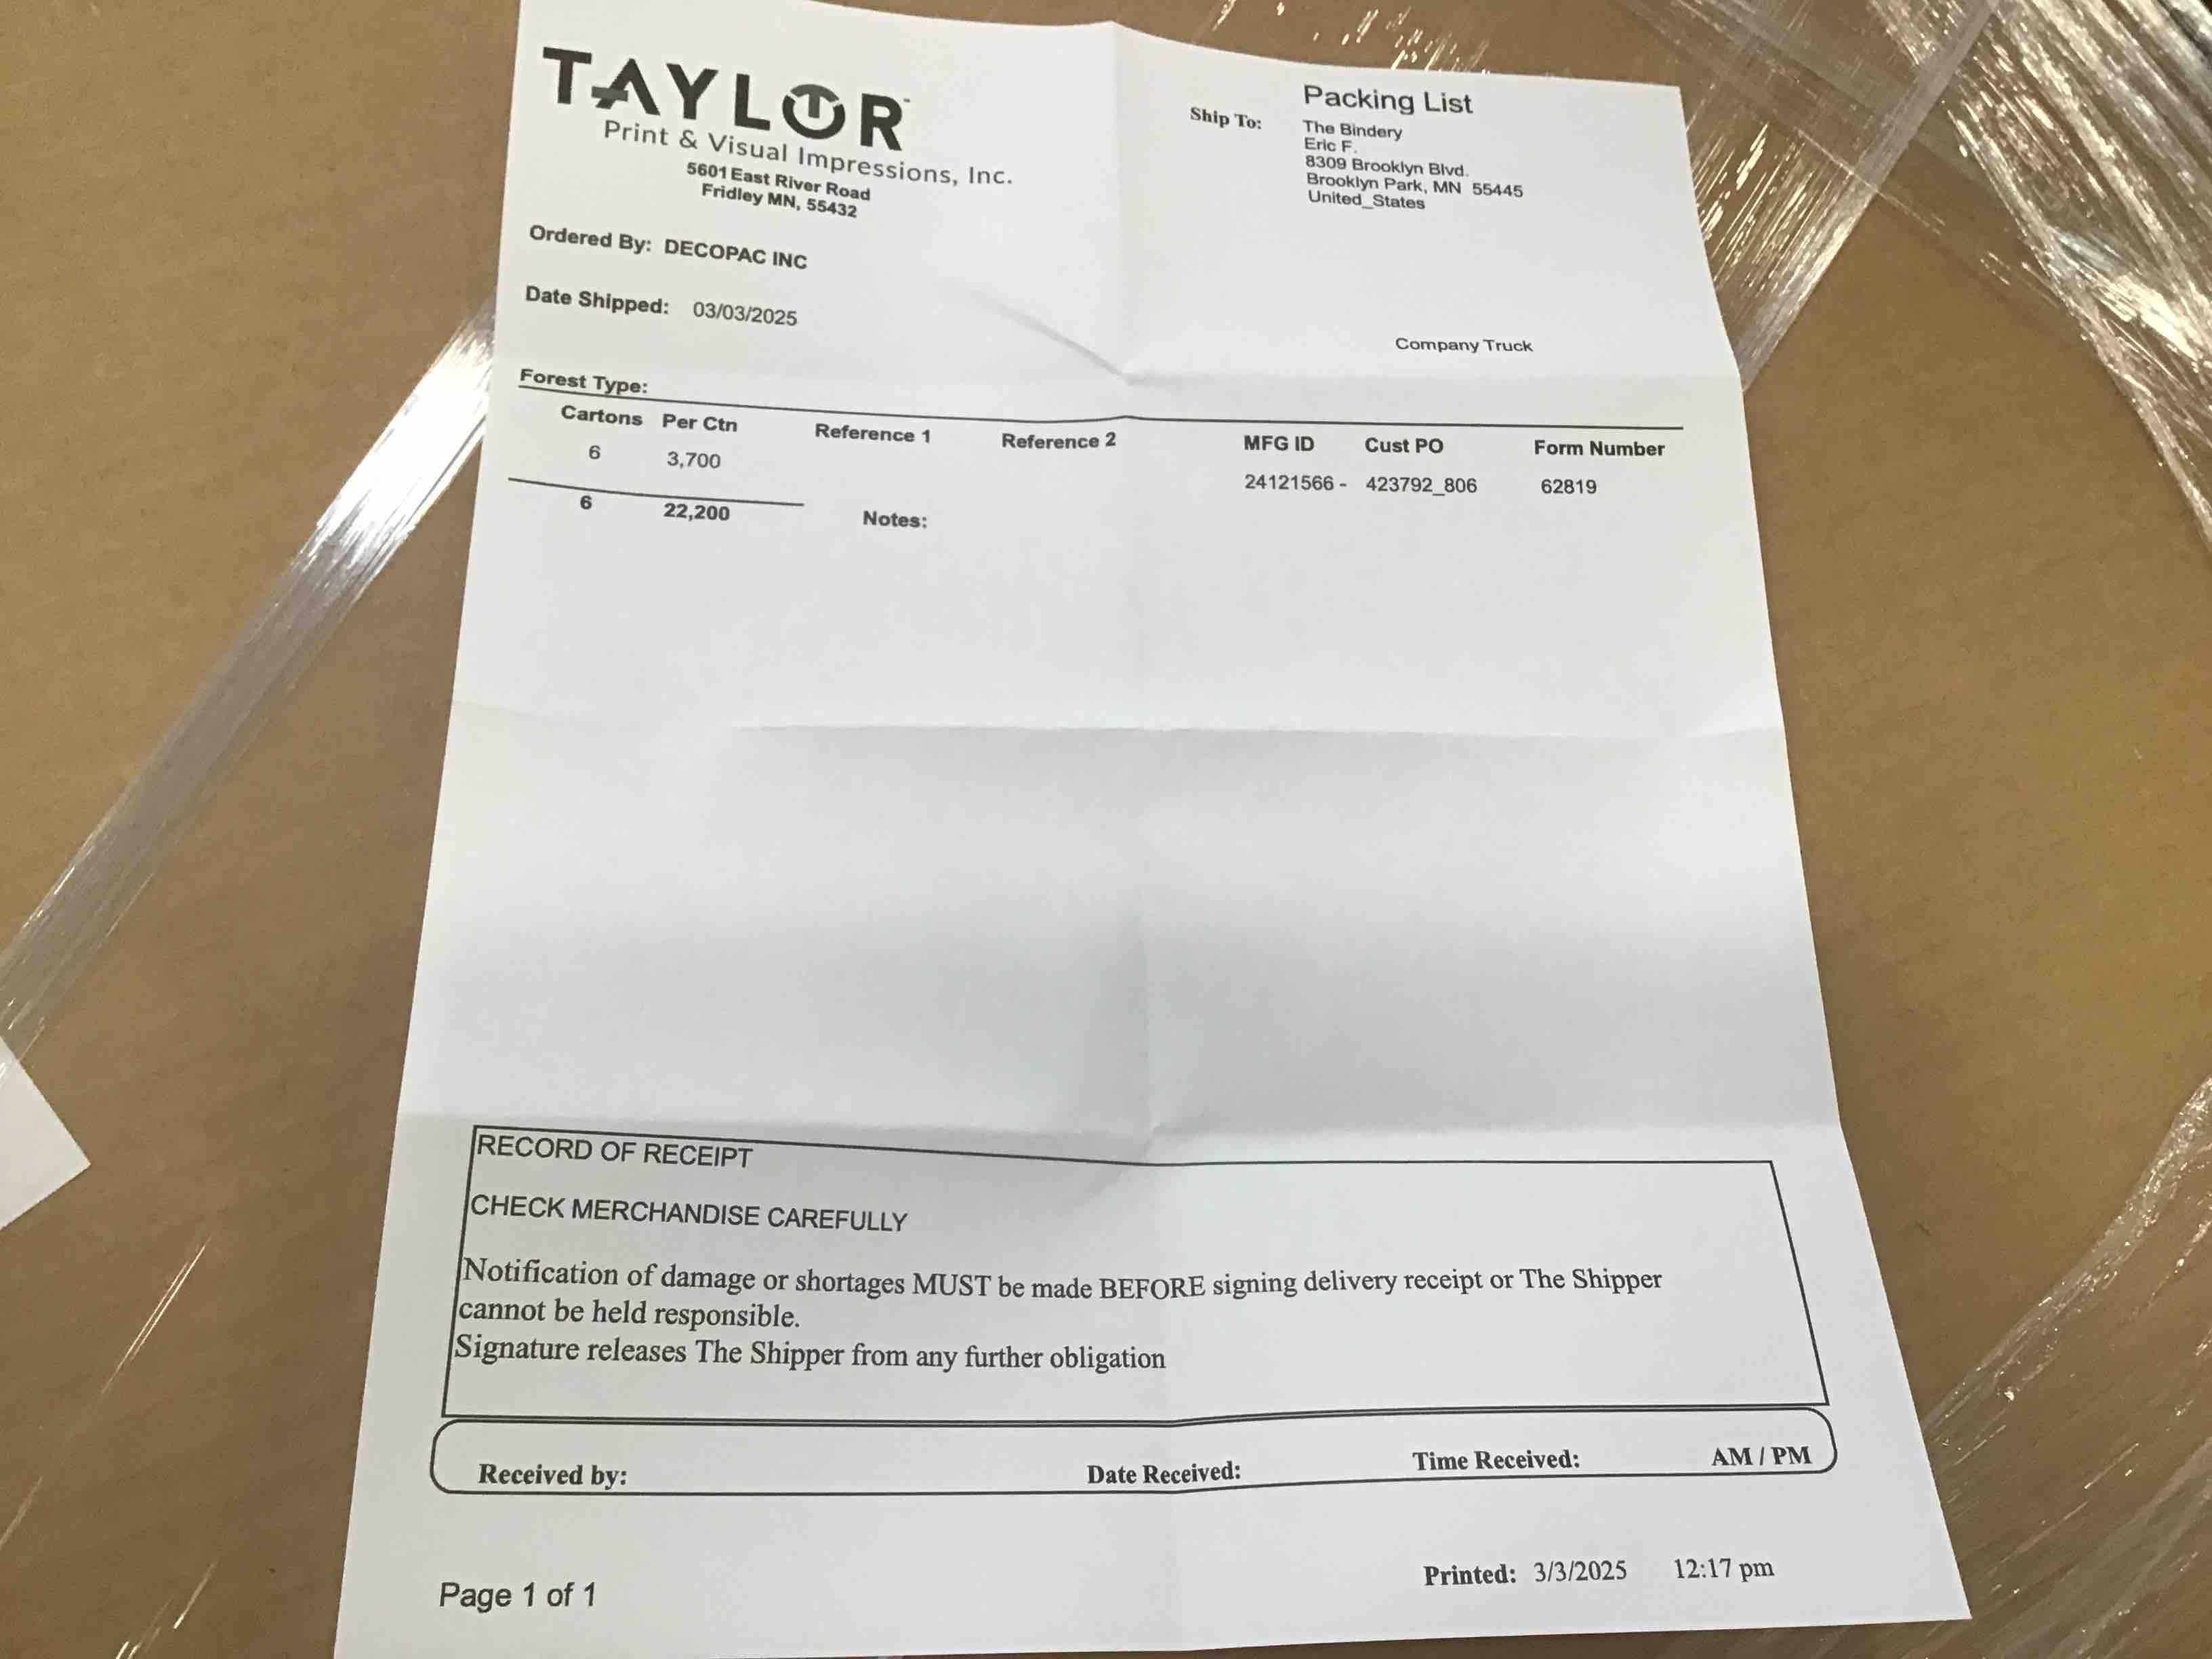 TAYLOR™
Print & Visual Impressions, Inc.
5601 East River Road
Fridley MN, 55432
Packing List
Ship To:
The Bindery
Eric F.
8309 Brooklyn Blvd.
Brooklyn Park, MN 55445
United_States
Ordered By: DECOPAC INC
Date Shipped: 03/03/2025
Company Truck
Forest Type:
Cartons Per Ctn Reference 1 Reference 2 MFG ID Cust PO Form Number
6 3,700 24121566 - 423792_806 62819
6 22,200 Notes:
RECORD OF RECEIPT
CHECK MERCHANDISE CAREFULLY
Notification of damage or shortages MUST be made BEFORE signing delivery receipt or The Shipper
cannot be held responsible.
Signature releases The Shipper from any further obligation
Received by: Date Received: Time Received: AM / PM
Printed: 3/3/2025 12:17 pm
Page 1 of 1